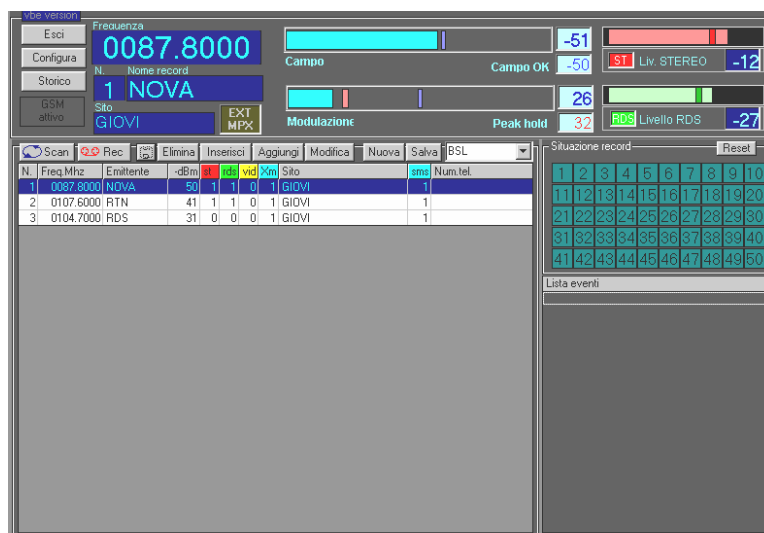 vbe version
Esci
Configura
Storico
GSM
attivo
Frequenza
0087.8000
N. Nome record
1 NOVA
Sito
GIOVI
EXT
MPX
Campo
Campo OK
-51
-50
Modulazione
Peak hold
26
32
ST Liv. STEREO -12
RDS Livello RDS -27
Scan Rec Elimina Inserisci Aggiungi Modifica Nuova Salva BSL
N. Freq.Mhz Emittente -dBm st rds vid Xm Sito sms Num.tel.
1 0087.8000 NOVA 50 1 1 0 1 GIOVI 1
2 0107.6000 RTN 41 1 1 0 1 GIOVI 1
3 0104.7000 RDS 31 0 0 0 1 GIOVI 1
Situazione record Reset
1 2 3 4 5 6 7 8 9 10
11 12 13 14 15 16 17 18 19 20
21 22 23 24 25 26 27 28 29 30
31 32 33 34 35 36 37 38 39 40
41 42 43 44 45 46 47 48 49 50
Lista eventi